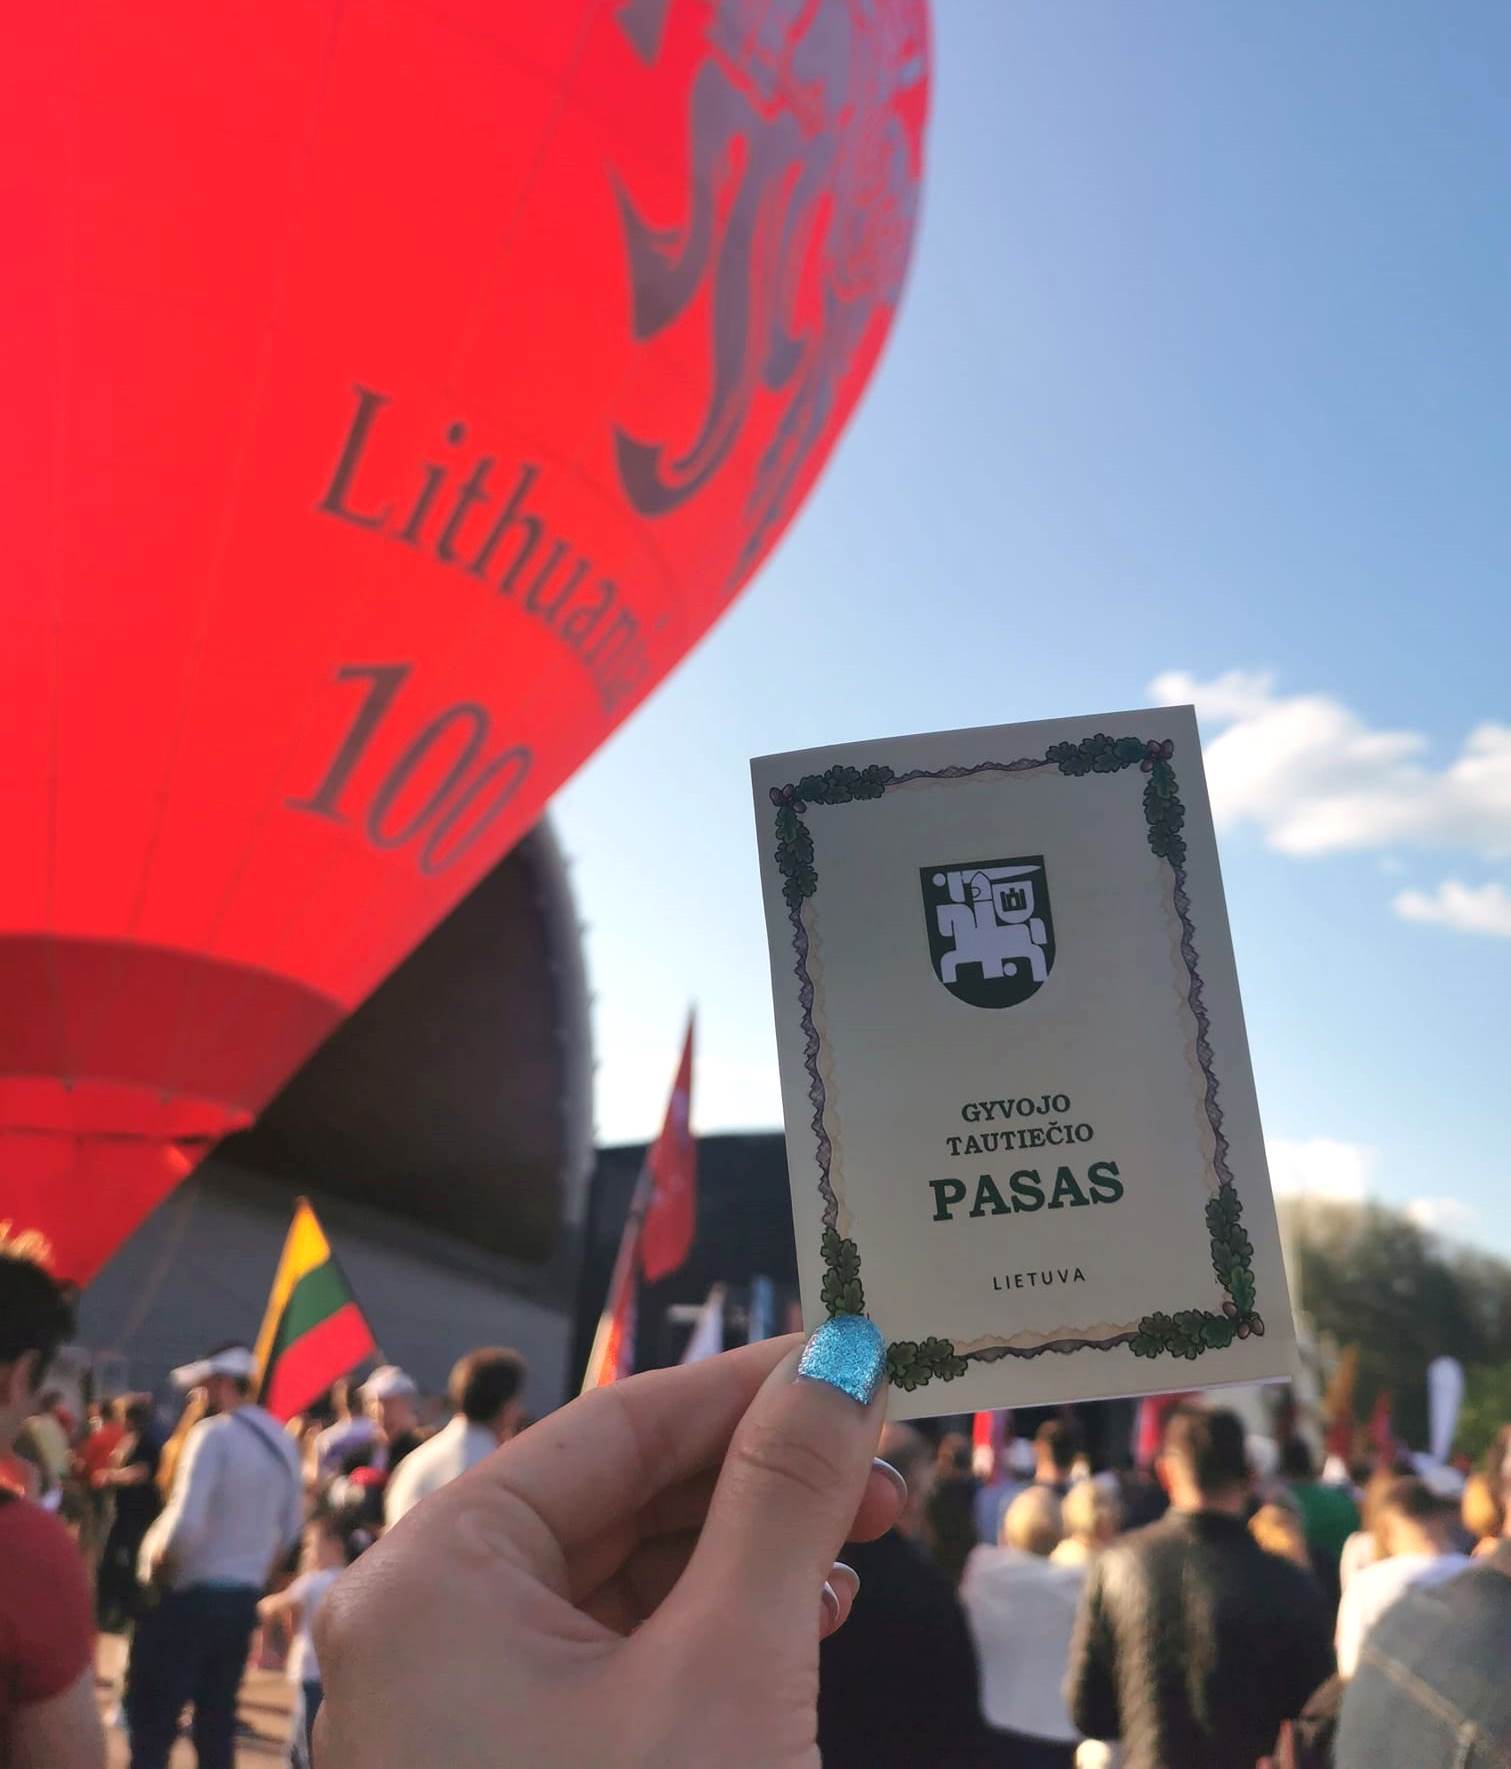 Lithuania
100
GYVOJO
TAUTIEČIO
PASAS
LIETUVA